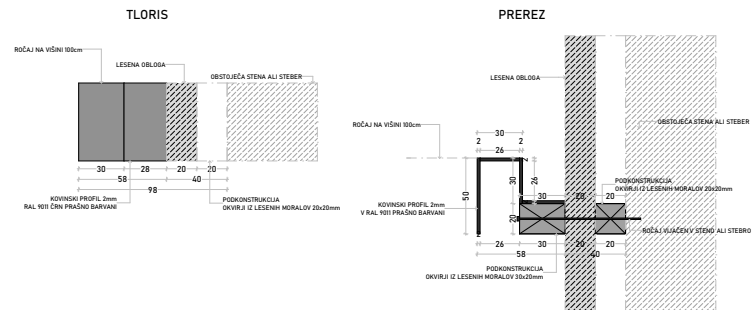 TLORIS
ROČAJ NA VIŠINI 100cm
LESENA OBLOGA
OBSTOJEČA STENA ALI STEBER
30
28
20
20
58
40
98
KOVINSKI PROFIL 2mm
RAL 9011 ČRN PRAŠNO BARVANI
PODKONSTRUKCIJA
OKVIRJI IZ LESENIH MORALOV 20x20mm
PREREZ
LESENA OBLOGA
OBSTOJEČA STENA ALI STEBER
ROČAJ NA VIŠINI 100cm
30
2
2
26
2
50
30
26
20
2
PODKONSTRUKCIJA
OKVIRJI IZ LESENIH MORALOV 20x20mm
30
20
20
KOVINSKI PROFIL 2mm
V RAL 9011 PRAŠNO BARVANI
ROČAJ VIJAČEN V STENO ALI STEBRO
26
30
20
20
58
40
PODKONSTRUKCIJA
OKVIRJI IZ LESENIH MORALOV 30x20mm